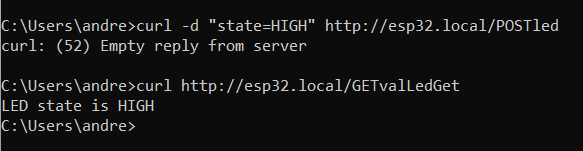 C:\Users\andre>curl -d "state=HIGH" http://esp32.local/POSTled
curl: (52) Empty reply from server
C:\Users\andre>curl http://esp32.local/GETvalLedGet
LED state is HIGH
C:\Users\andre>